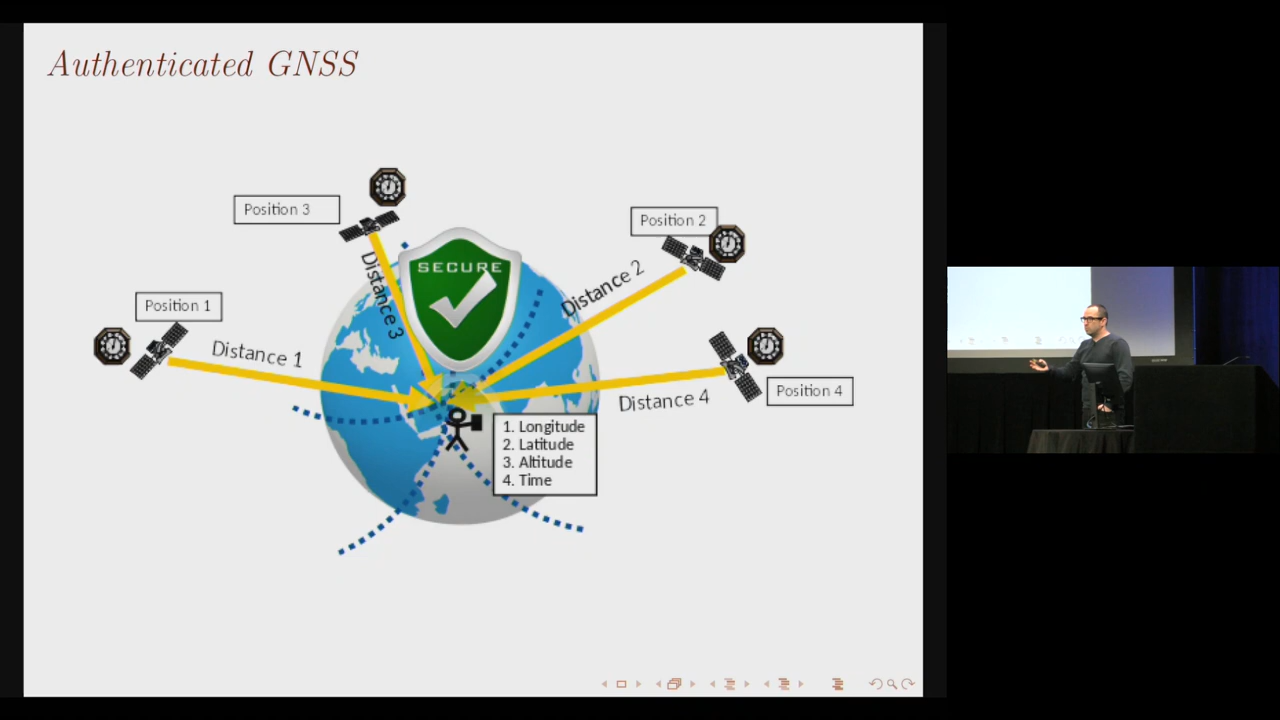 Authenticated GNSS
Position 3
Position 2
SECURE
Position 1
Distance 3
Distance 2
Distance 1
Distance 4
Position 4
1. Longitude
2. Latitude
3. Altitude
4. Time